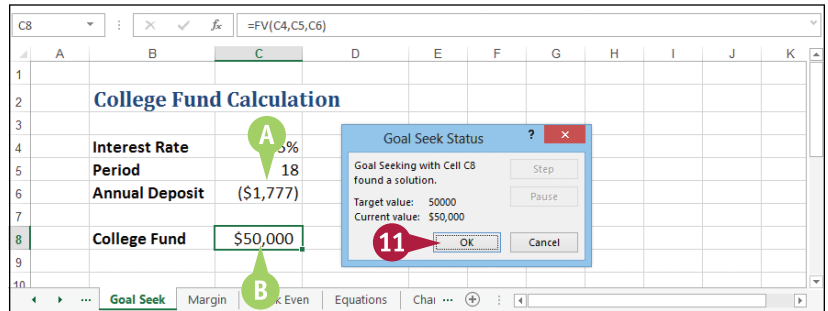 C8 fx =FV(C4,C5,C6)
A B C D E F G H I J K
1
2 College Fund Calculation
3
4 Interest Rate 5%
5 Period 18
6 Annual Deposit ($1,777)
7
8 College Fund $50,000
9
10
A
B
Goal Seek Status ? ×
Goal Seeking with Cell C8
found a solution.
Target value: 50000
Current value: $50,000
Step
Pause
11
OK Cancel
... Goal Seek Margin k Even Equations Cha ...